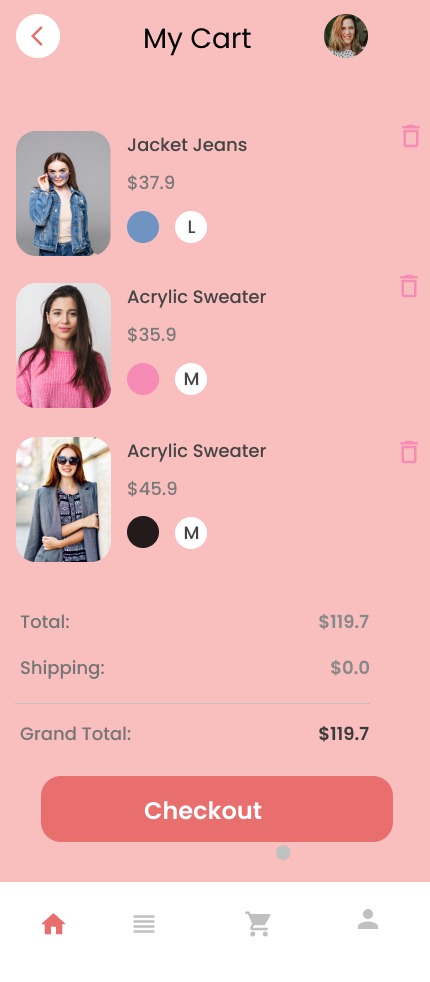 My Cart
Jacket Jeans
$37.9
L
Acrylic Sweater
$35.9
M
Acrylic Sweater
$45.9
M
Total: $119.7
Shipping: $0.0
Grand Total: $119.7
Checkout